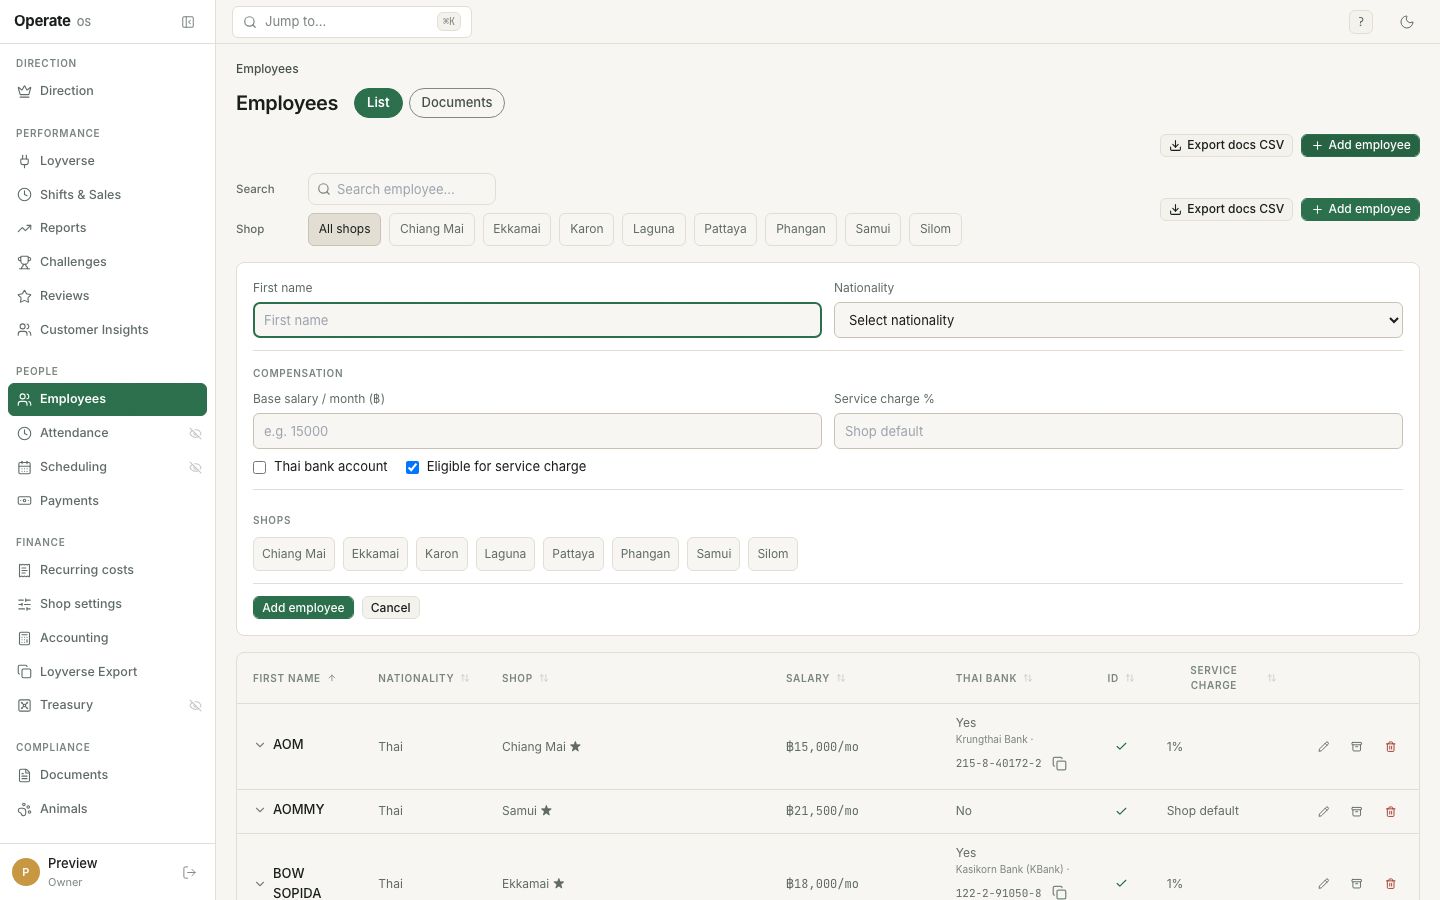 Operate OS
Jump to...
⌘K
?
DIRECTION
Direction
PERFORMANCE
Loyverse
Shifts & Sales
Reports
Challenges
Reviews
Customer Insights
PEOPLE
Employees
Attendance
Scheduling
Payments
FINANCE
Recurring costs
Shop settings
Accounting
Loyverse Export
Treasury
COMPLIANCE
Documents
Animals
P
Preview
Owner
Employees
Employees List Documents
Export docs CSV + Add employee
Search Search employee...
Export docs CSV + Add employee
Shop All shops Chiang Mai Ekkamai Karon Laguna Pattaya Phangan Samui Silom
First name Nationality
First name Select nationality
COMPENSATION
Base salary / month (฿) Service charge %
e.g. 15000 Shop default
Thai bank account Eligible for service charge
SHOPS
Chiang Mai Ekkamai Karon Laguna Pattaya Phangan Samui Silom
Add employee Cancel
FIRST NAME ↑ NATIONALITY ↑↓ SHOP ↑↓ SALARY ↑↓ THAI BANK ↑↓ ID ↑↓ SERVICE CHARGE ↑↓
AOM Thai Chiang Mai ★ ฿15,000/mo Yes ✓ 1%
Krungthai Bank ·
215-8-40172-2
AOMMY Thai Samui ★ ฿21,500/mo No ✓ Shop default
BOW SOPIDA Thai Ekkamai ★ ฿18,000/mo Yes ✓ 1%
Kasikorn Bank (KBank) ·
122-2-91050-8